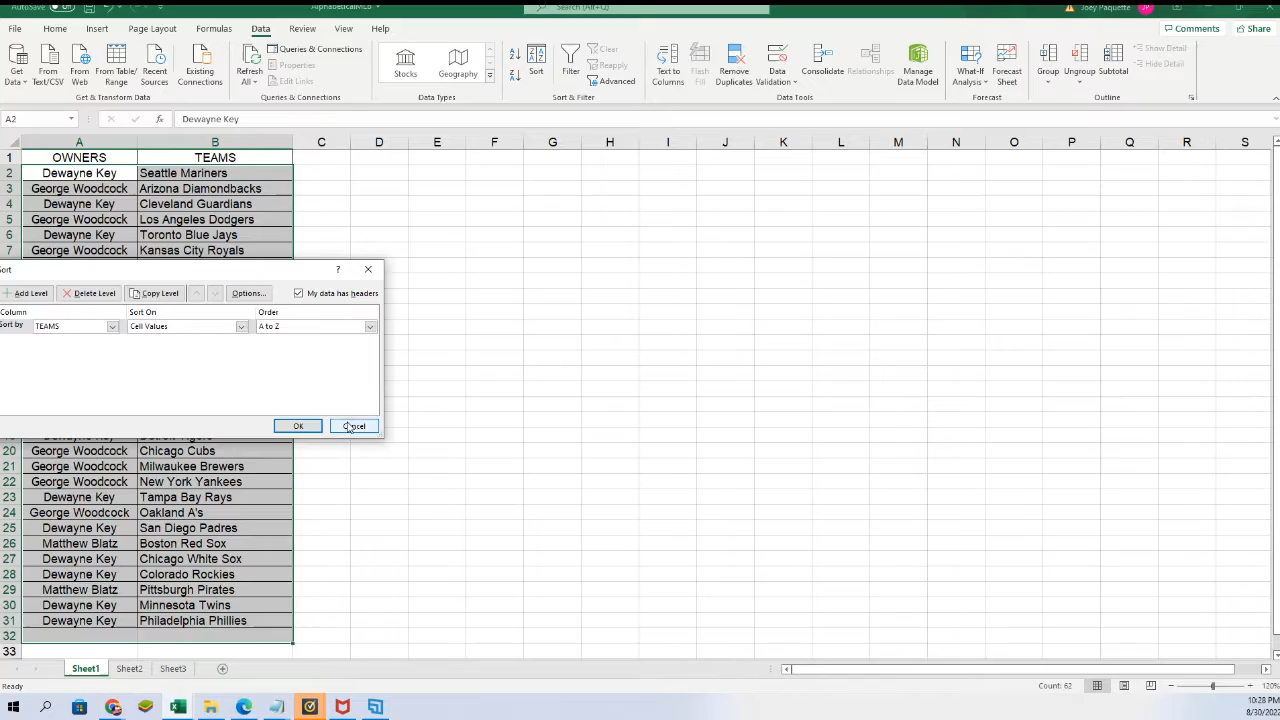 AutoSave Off AlphabeticalMLB Search (Alt+Q) Joey Paquette JP
File Home Insert Page Layout Formulas Data Review View Help Comments Share
Get Data From Text/CSV From Web From Table/ Range Recent Sources Existing Connections Refresh All Queries & Connections Properties Edit Links Stocks Geography Sort Filter Clear Reapply Advanced Text to Columns Flash Fill Remove Duplicates Data Validation Consolidate Relationships Manage Data Model What-If Analysis Forecast Sheet Group Ungroup Subtotal Show Detail Hide Detail
Get & Transform Data Queries & Connections Data Types Sort & Filter Data Tools Forecast Outline
A2 fx Dewayne Key
A B C D E F G H I J K L M N O P Q R S
1 OWNERS TEAMS
2 Dewayne Key Seattle Mariners
3 George Woodcock Arizona Diamondbacks
4 Dewayne Key Cleveland Guardians
5 George Woodcock Los Angeles Dodgers
6 Dewayne Key Toronto Blue Jays
7 George Woodcock Kansas City Royals
? ×
Add Level Delete Level Copy Level Options... My data has headers
Column Sort On Order
Sort by TEAMS Cell Values A to Z
OK Cancel
20 George Woodcock Chicago Cubs
21 George Woodcock Milwaukee Brewers
22 George Woodcock New York Yankees
23 Dewayne Key Tampa Bay Rays
24 George Woodcock Oakland A's
25 Dewayne Key San Diego Padres
26 Matthew Blatz Boston Red Sox
27 Dewayne Key Chicago White Sox
28 Dewayne Key Colorado Rockies
29 Matthew Blatz Pittsburgh Pirates
30 Dewayne Key Minnesota Twins
31 Dewayne Key Philadelphia Phillies
32
33
Sheet1 Sheet2 Sheet3
Ready Count: 62 120%
10:28 PM